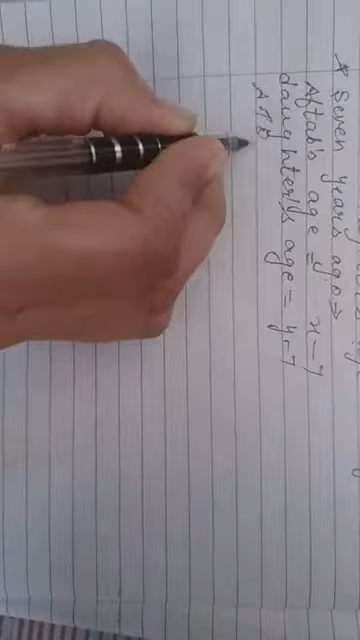 * Seven years ago ⇒
Aftab's age = x-7
daughter's age = y-7
ATQ